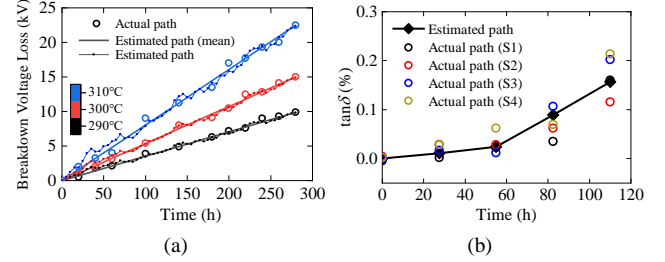 Breakdown Voltage Loss (kV)
25
20
15
10
5
0
Actual path
Estimated path (mean)
Estimated path
310℃
300℃
290℃
0 50 100 150 200 250 300
Time (h)
(a)
tanδ (%)
0.3
0.2
0.1
0.0
Estimated path
Actual path (S1)
Actual path (S2)
Actual path (S3)
Actual path (S4)
0 20 40 60 80 100 120
Time (h)
(b)